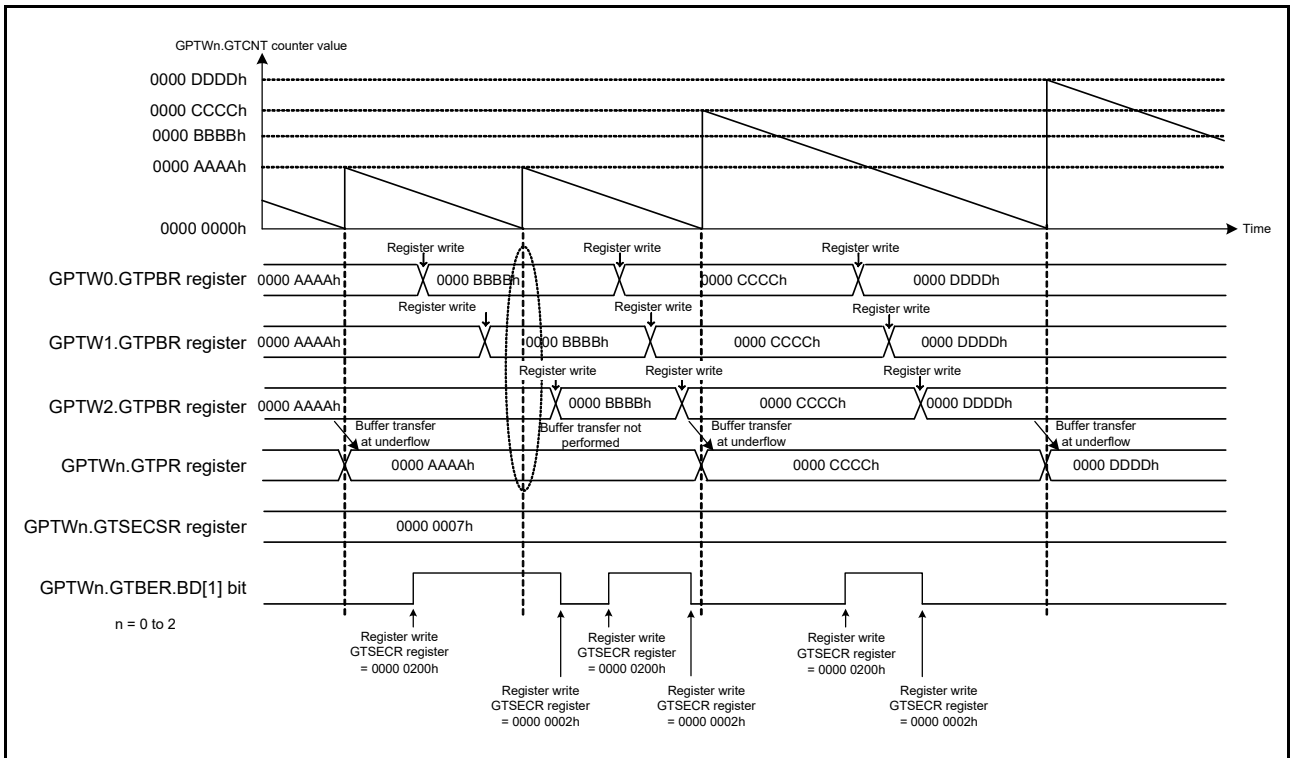 GPTWn.GTCNT counter value
0000 DDDDh
0000 CCCCh
0000 BBBBh
0000 AAAAh
0000 0000h
Time
Register write Register write Register write
GPTW0.GTPBR register 0000 AAAAh 0000 BBBBh 0000 CCCCh 0000 DDDDh
Register write Register write Register write
GPTW1.GTPBR register 0000 AAAAh 0000 BBBBh 0000 CCCCh 0000 DDDDh
Register write Register write Register write
GPTW2.GTPBR register 0000 AAAAh 0000 BBBBh 0000 CCCCh 0000 DDDDh
Buffer transfer Buffer transfer not Buffer transfer Buffer transfer
at underflow performed at underflow at underflow
GPTWn.GTPR register 0000 AAAAh 0000 CCCCh 0000 DDDDh
GPTWn.GTSECSR register 0000 0007h
GPTWn.GTBER.BD[1] bit
n = 0 to 2
Register write Register write Register write
GTSECR register GTSECR register GTSECR register
= 0000 0200h = 0000 0200h = 0000 0200h
Register write Register write Register write
GTSECR register GTSECR register GTSECR register
= 0000 0002h = 0000 0002h = 0000 0002h